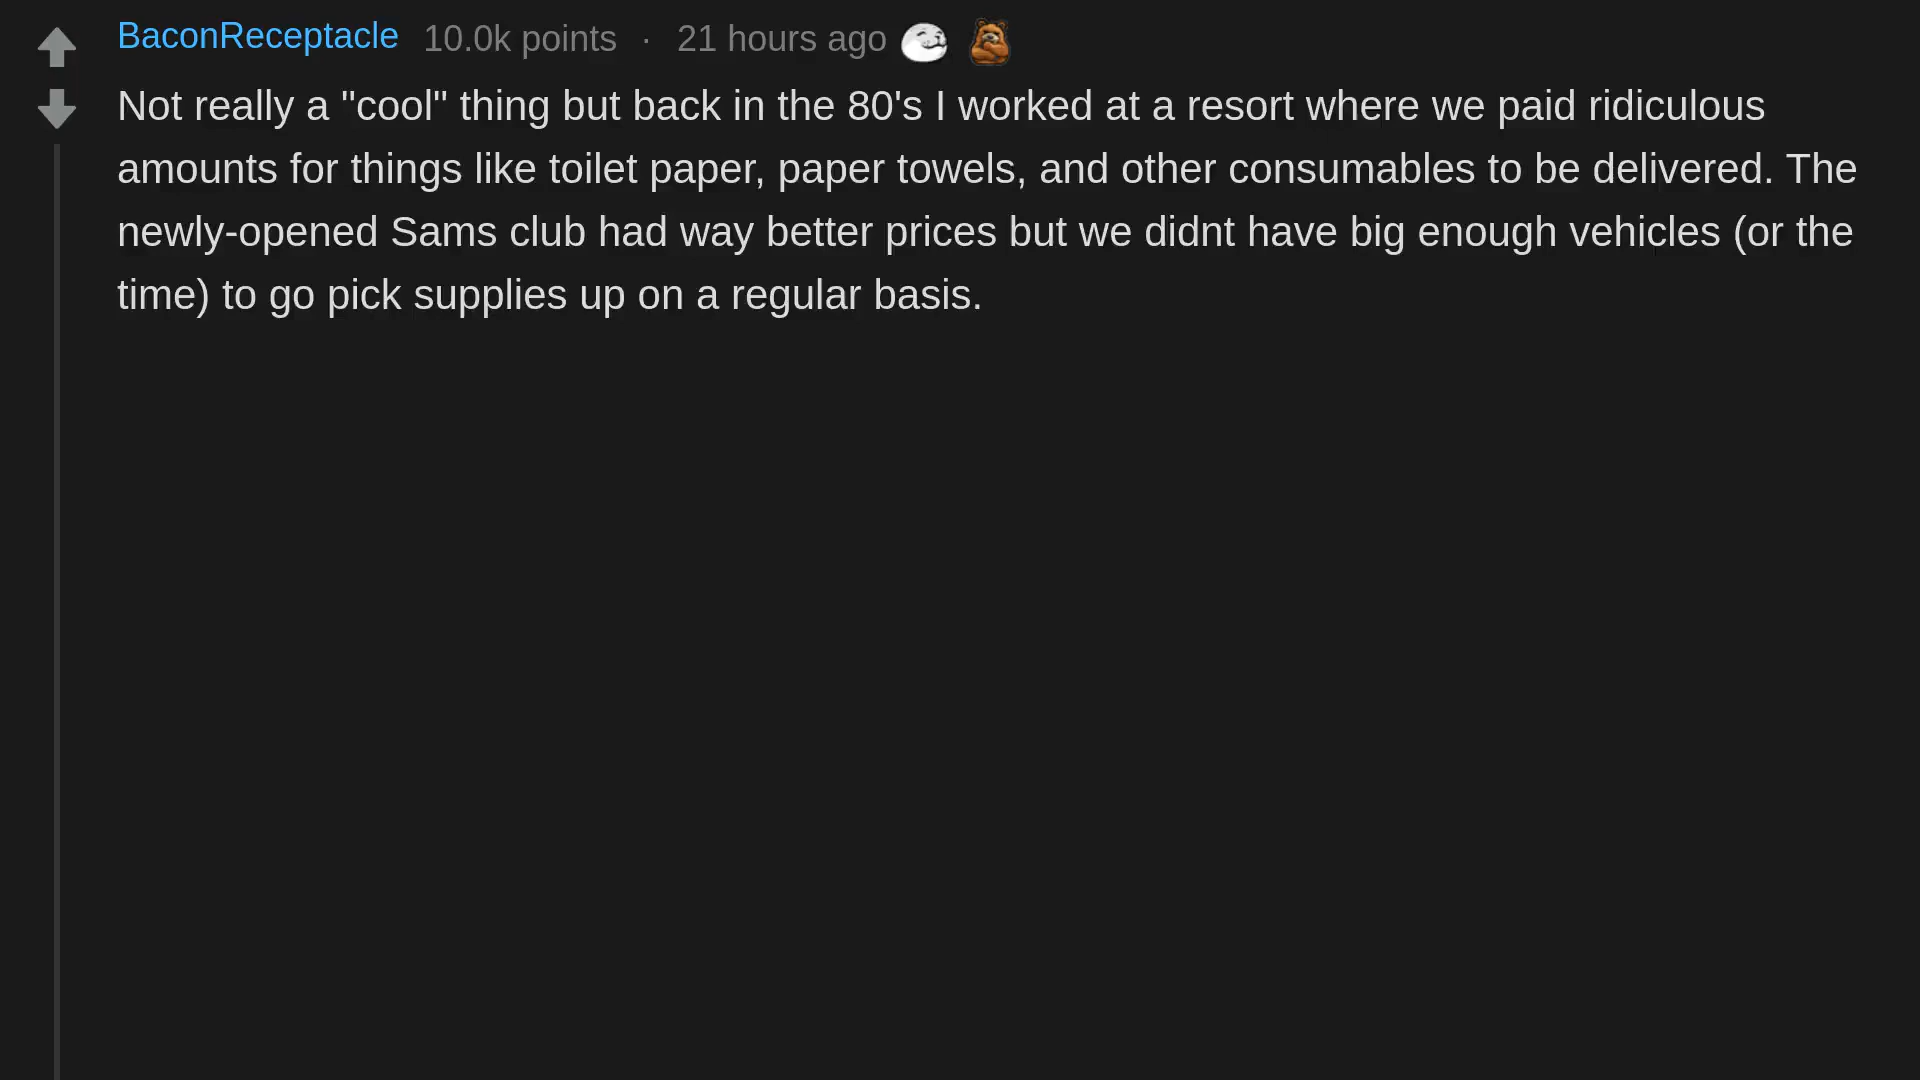 BaconReceptacle 10.0k points · 21 hours ago
Not really a "cool" thing but back in the 80's I worked at a resort where we paid ridiculous
amounts for things like toilet paper, paper towels, and other consumables to be delivered. The
newly-opened Sams club had way better prices but we didnt have big enough vehicles (or the
time) to go pick supplies up on a regular basis.